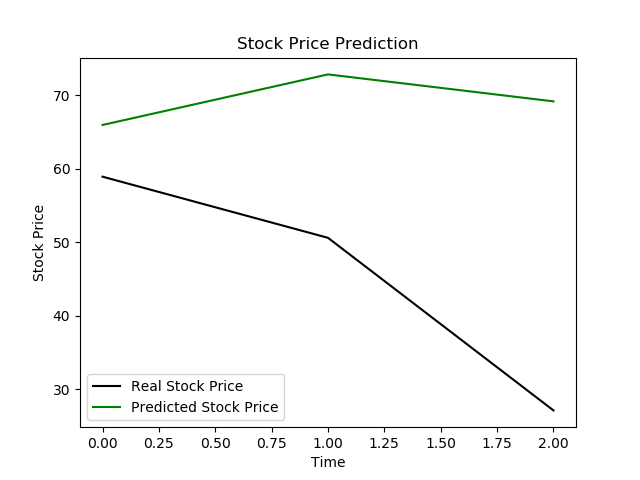 Stock Price Prediction
Stock Price
70
60
50
40
30
Real Stock Price
Predicted Stock Price
0.00 0.25 0.50 0.75 1.00 1.25 1.50 1.75 2.00
Time